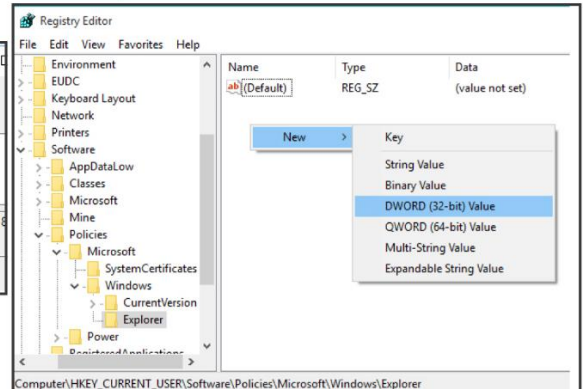 Registry Editor
File Edit View Favorites Help
Environment
EUDC
Keyboard Layout
Network
Printers
Software
AppDataLow
Classes
Microsoft
Mine
Policies
Microsoft
SystemCertificates
Windows
CurrentVersion
Explorer
Power
RegisteredApplications
Name Type Data
ab (Default) REG_SZ (value not set)
New >
Key
String Value
Binary Value
DWORD (32-bit) Value
QWORD (64-bit) Value
Multi-String Value
Expandable String Value
Computer\HKEY_CURRENT_USER\Software\Policies\Microsoft\Windows\Explorer